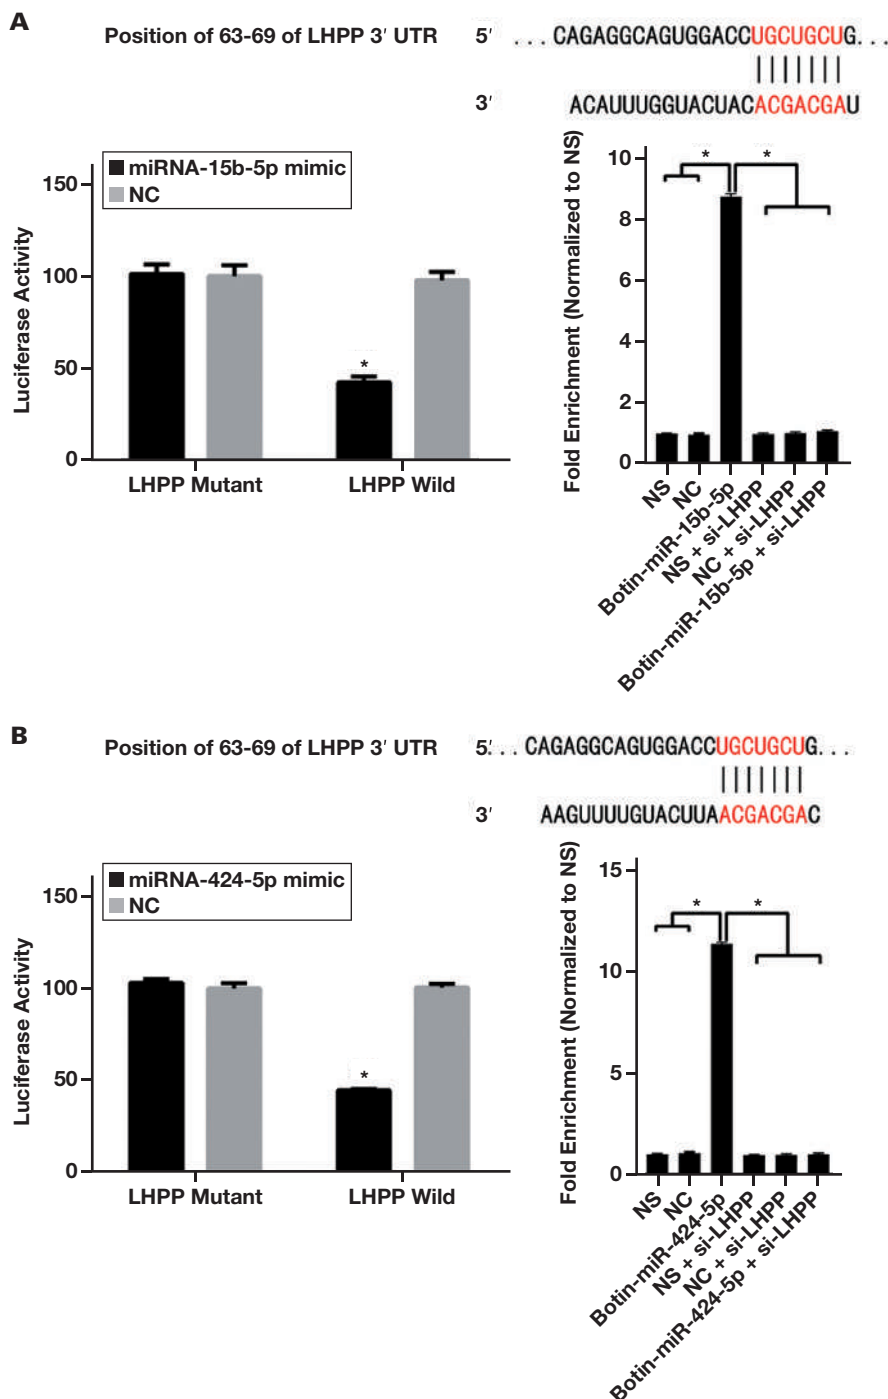 A
Position of 63-69 of LHPP 3′ UTR
5′ ... CAGAGGCAGUGGACCUGCUGCUG...
3′ ACAUUUGGUACUACACGACGAU
miRNA-15b-5p mimic
NC
Luciferase Activity
150
100
50
0
LHPP Mutant
LHPP Wild
*
Fold Enrichment (Normalized to NS)
10
8
6
4
2
0
* *
NS
NC
Botin-miR-15b-5p
NS + si-LHPP
NC + si-LHPP
Botin-miR-15b-5p + si-LHPP
B
Position of 63-69 of LHPP 3′ UTR
5′... CAGAGGCAGUGGACCUGCUGCUG...
3′ AAGUUUUGUACUUAACGACGAC
miRNA-424-5p mimic
NC
Luciferase Activity
150
100
50
0
LHPP Mutant
LHPP Wild
*
Fold Enrichment (Normalized to NS)
15
10
5
0
* *
NS
NC
Botin-miR-424-5p
NS + si-LHPP
NC + si-LHPP
Botin-miR-424-5p + si-LHPP